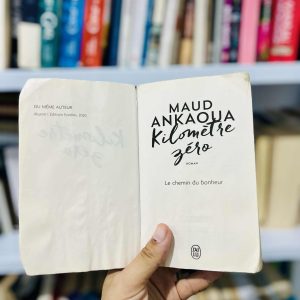 DU MÊME AUTEUR
MAUD
ANKAOUA
Kilomètre
zéro
ROMAN
Le chemin du bonheur